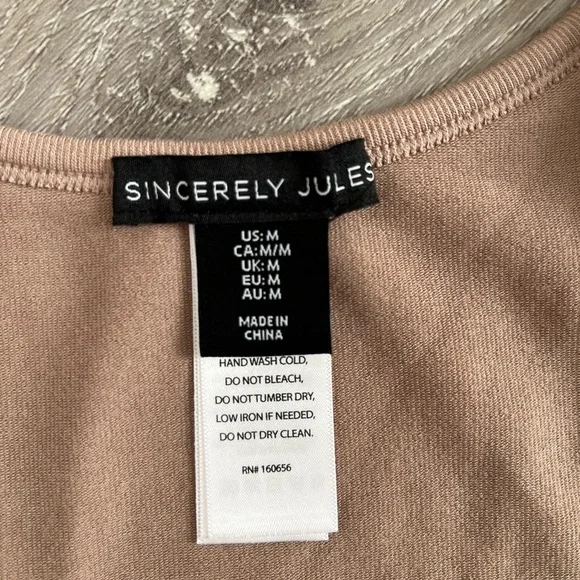 SINCERELY JULES
US: M
CA: M/M
UK: M
EU: M
AU: M
MADE IN
CHINA
HAND WASH COLD,
DO NOT BLEACH,
DO NOT TUMBER DRY,
LOW IRON IF NEEDED,
DO NOT DRY CLEAN.
RN# 160656